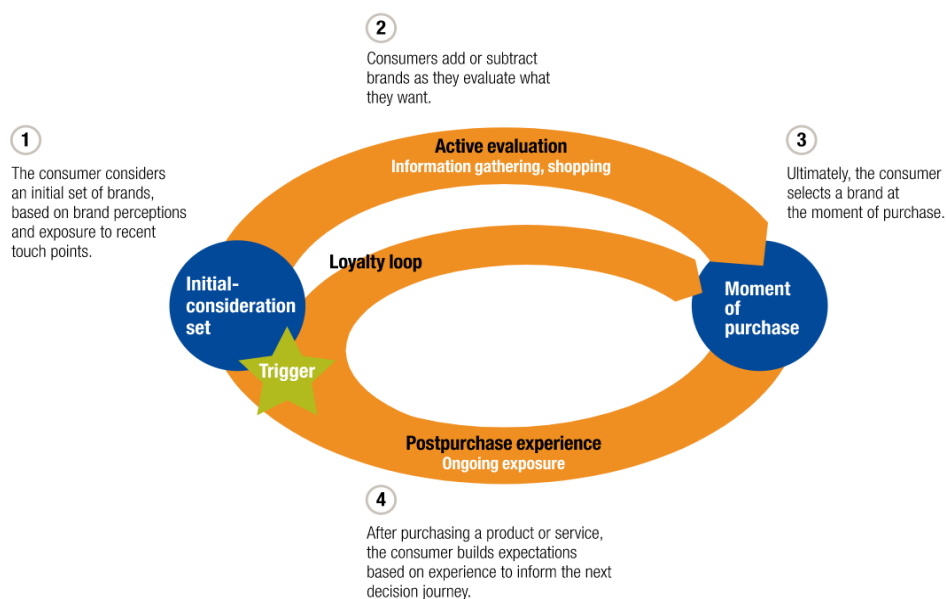 2
Consumers add or subtract
brands as they evaluate what
they want.
1
The consumer considers
an initial set of brands,
based on brand perceptions
and exposure to recent
touch points.
3
Ultimately, the consumer
selects a brand at
the moment of purchase.
Active evaluation
Information gathering, shopping
Loyalty loop
Initial-
consideration
set
Moment
of
purchase
Trigger
Postpurchase experience
Ongoing exposure
4
After purchasing a product or service,
the consumer builds expectations
based on experience to inform the next
decision journey.